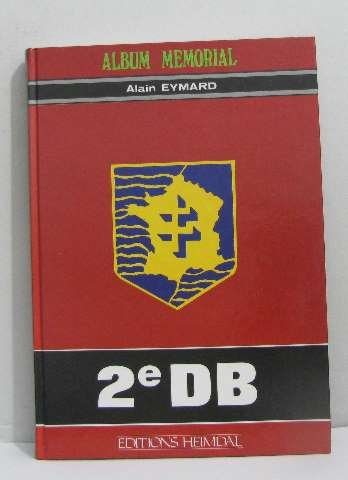 ALBUM MEMORIAL
Alain EYMARD
2e DB
EDITIONS HEIMDAL